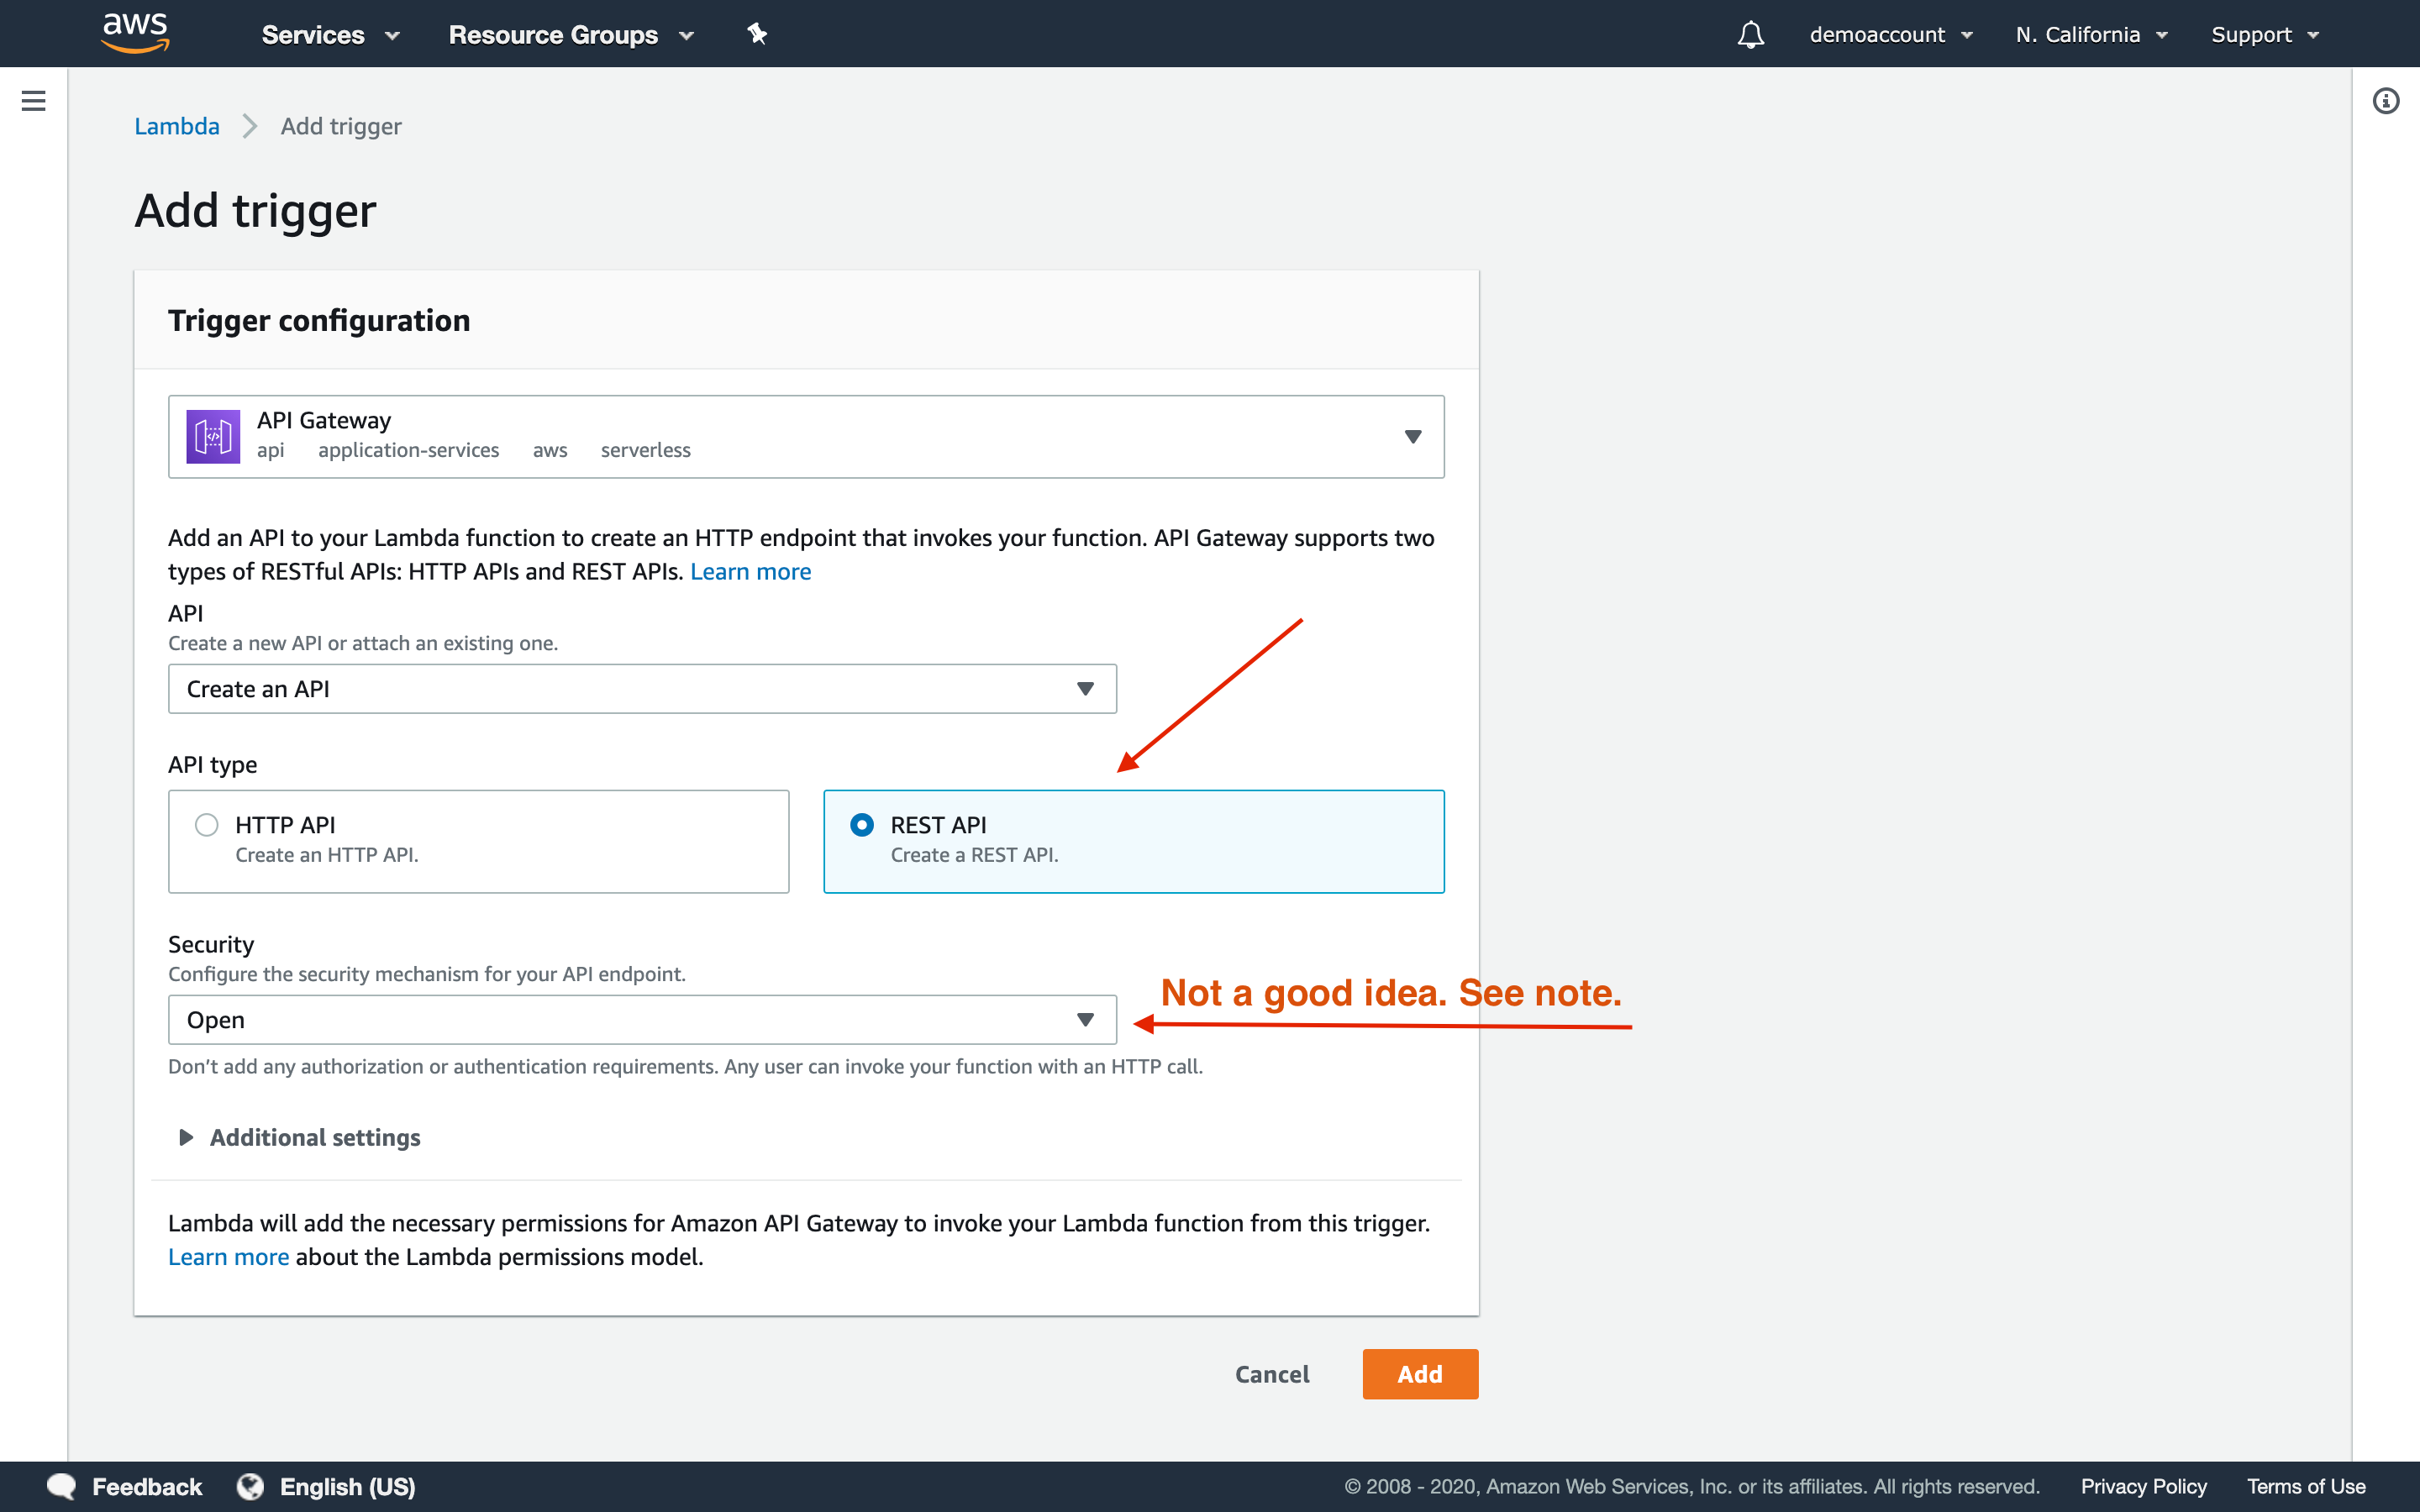 aws Services Resource Groups demoaccount N. California Support
Lambda Add trigger
Add trigger
Trigger configuration
API Gateway
api application-services aws serverless
Add an API to your Lambda function to create an HTTP endpoint that invokes your function. API Gateway supports two
types of RESTful APIs: HTTP APIs and REST APIs. Learn more
API
Create a new API or attach an existing one.
Create an API
API type
HTTP API
Create an HTTP API.
REST API
Create a REST API.
Security
Configure the security mechanism for your API endpoint.
Not a good idea. See note.
Open
Don’t add any authorization or authentication requirements. Any user can invoke your function with an HTTP call.
Additional settings
Lambda will add the necessary permissions for Amazon API Gateway to invoke your Lambda function from this trigger.
Learn more about the Lambda permissions model.
Cancel Add
Feedback English (US) © 2008 - 2020, Amazon Web Services, Inc. or its affiliates. All rights reserved. Privacy Policy Terms of Use